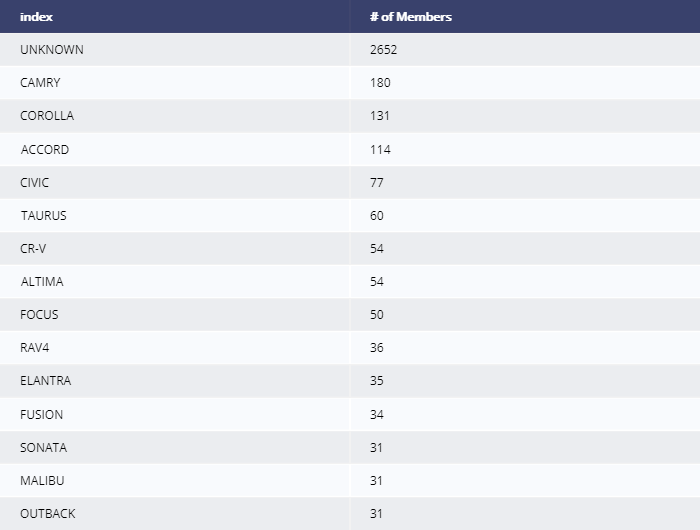 index # of Members
UNKNOWN 2652
CAMRY 180
COROLLA 131
ACCORD 114
CIVIC 77
TAURUS 60
CR-V 54
ALTIMA 54
FOCUS 50
RAV4 36
ELANTRA 35
FUSION 34
SONATA 31
MALIBU 31
OUTBACK 31